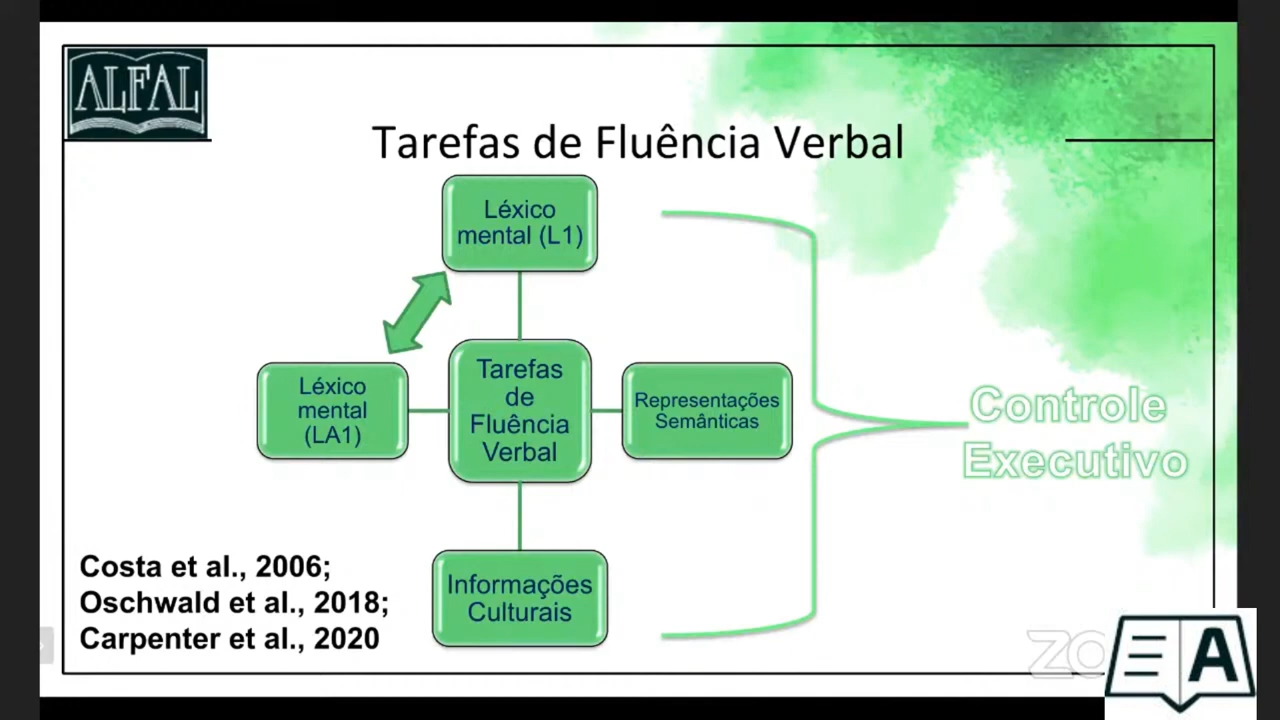 ALFAL
Tarefas de Fluência Verbal
Léxico
mental (L1)
Léxico
mental
(LA1)
Tarefas
de
Fluência
Verbal
Representações
Semânticas
Informações
Culturais
Controle
Executivo
Costa et al., 2006;
Oschwald et al., 2018;
Carpenter et al., 2020
A